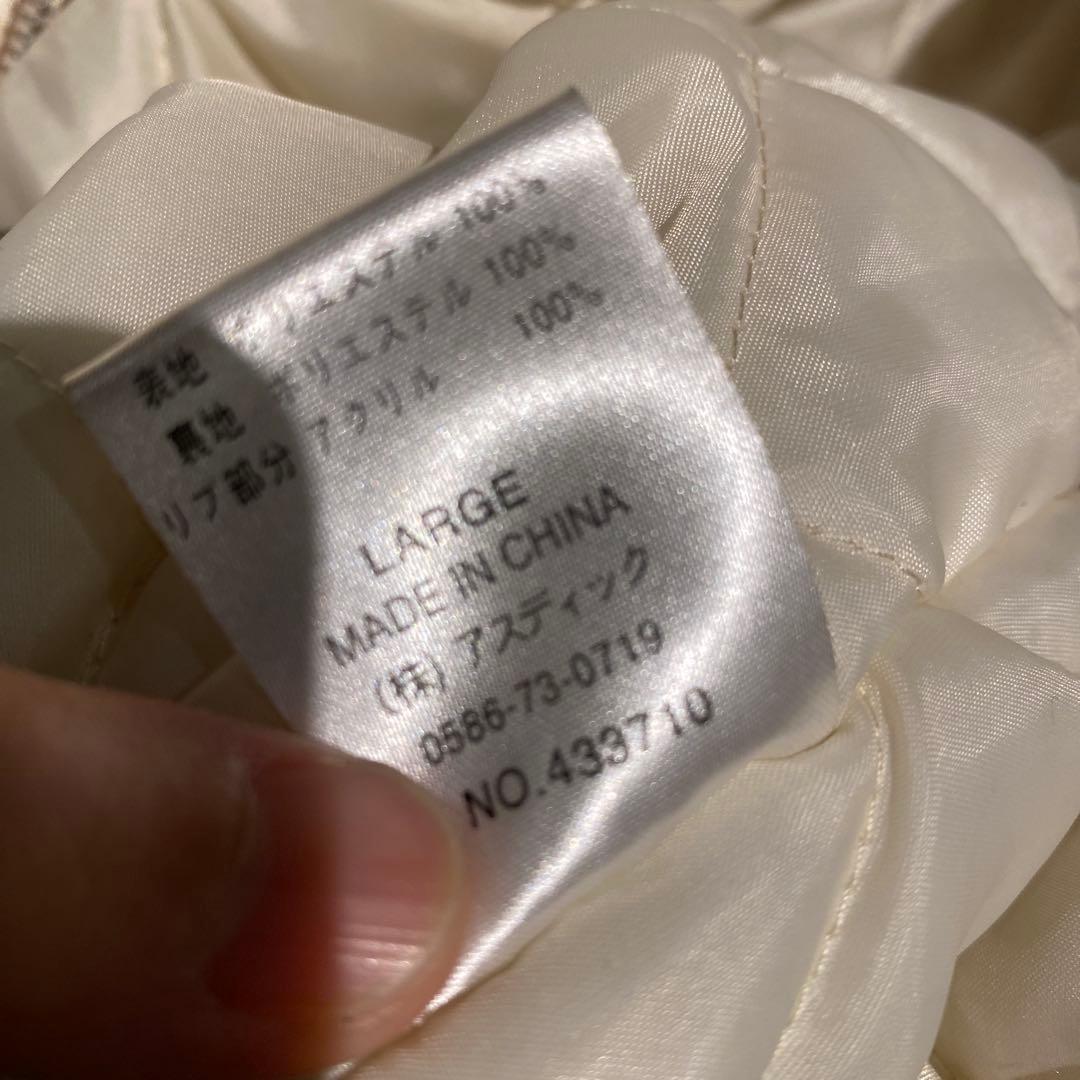 表地 ポリエステル 100%
裏地 ポリエステル 100%
リブ部分 アクリル 100%
LARGE
MADE IN CHINA
(株) アスティック
0586-73-0719
NO.433710